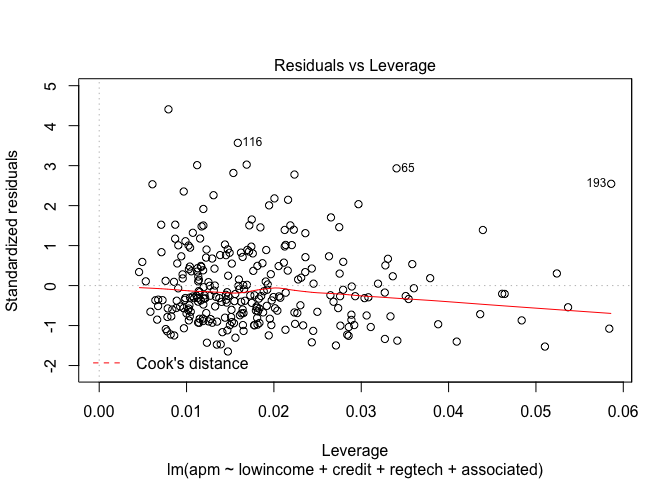 Residuals vs Leverage
5
4
3
2
1
0
-1
-2
Standardized residuals
116
65
193
Cook's distance
0.00 0.01 0.02 0.03 0.04 0.05 0.06
Leverage
lm(apm ~ lowincome + credit + regtech + associated)